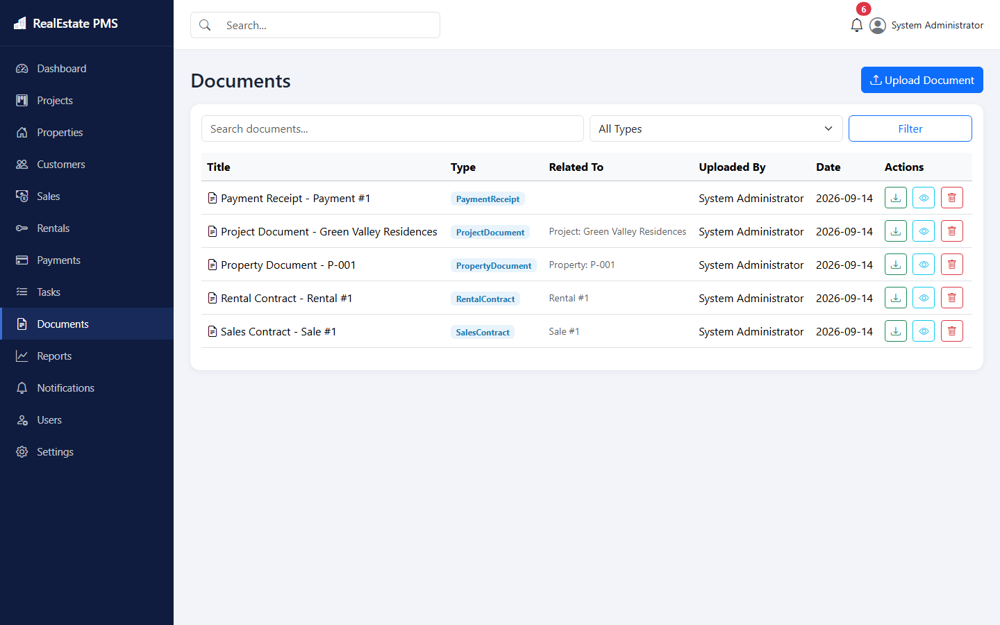 RealEstate PMS
Search...
6
System Administrator
Dashboard
Projects
Properties
Customers
Sales
Rentals
Payments
Tasks
Documents
Reports
Notifications
Users
Settings
Documents
Upload Document
Search documents...
All Types
Filter
Title Type Related To Uploaded By Date Actions
Payment Receipt - Payment #1 PaymentReceipt System Administrator 2026-09-14
Project Document - Green Valley Residences ProjectDocument Project: Green Valley Residences System Administrator 2026-09-14
Property Document - P-001 PropertyDocument Property: P-001 System Administrator 2026-09-14
Rental Contract - Rental #1 RentalContract Rental #1 System Administrator 2026-09-14
Sales Contract - Sale #1 SalesContract Sale #1 System Administrator 2026-09-14